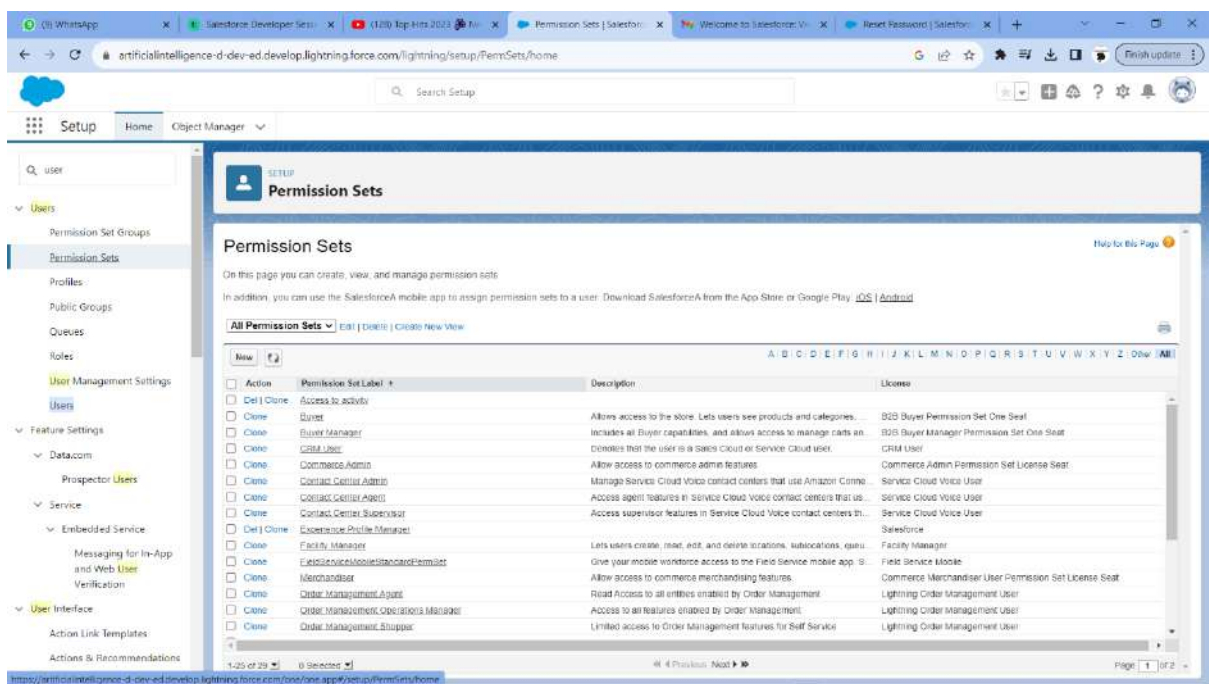 (9) WhatsApp
Salesforce Developer Sess
(128) Top Hits 2023
Permission Sets | Salesforc
Welcome to Salesforce: V
Reset Password | Salesforc
artificialintelligence-d-dev-ed.develop.lightning.force.com/lightning/setup/PermSets/home
Finish update
Search Setup
Setup
Home
Object Manager
user
Users
Permission Set Groups
Permission Sets
Profiles
Public Groups
Queues
Roles
User Management Settings
Users
Feature Settings
Data.com
Prospector Users
Service
Embedded Service
Messaging for In-App
and Web User
Verification
User Interface
Action Link Templates
Actions & Recommendations
SETUP
Permission Sets
Permission Sets
Help for this Page
On this page you can create, view, and manage permission sets.
In addition, you can use the SalesforceA mobile app to assign permission sets to a user. Download SalesforceA from the App Store or Google Play: iOS | Android
All Permission Sets Edit | Delete | Create New View
New
A B C D E F G H I J K L M N O P Q R S T U V W X Y Z Other All
Action Permission Set Label Description License
Del | Clone Access to activity
Clone Buyer Allows access to the store. Lets users see products and categories, ... B2B Buyer Permission Set One Seat
Clone Buyer Manager Includes all Buyer capabilities, and allows access to manage carts an... B2B Buyer Manager Permission Set One Seat
Clone CRM User Denotes that the user is a Sales Cloud or Service Cloud user. CRM User
Clone Commerce Admin Allow access to commerce admin features. Commerce Admin Permission Set License Seat
Clone Contact Center Admin Manage Service Cloud Voice contact centers that use Amazon Conne... Service Cloud Voice User
Clone Contact Center Agent Access agent features in Service Cloud Voice contact centers that us... Service Cloud Voice User
Clone Contact Center Supervisor Access supervisor features in Service Cloud Voice contact centers th... Service Cloud Voice User
Del | Clone Experience Profile Manager Salesforce
Clone Facility Manager Lets users create, read, edit, and delete locations, sublocations, queu... Facility Manager
Clone FieldServiceMobileStandardPermSet Give your mobile workforce access to the Field Service mobile app. S... Field Service Mobile
Clone Merchandiser Allow access to commerce merchandising features. Commerce Merchandiser User Permission Set License Seat
Clone Order Management Agent Read Access to all entities enabled by Order Management Lightning Order Management User
Clone Order Management Operations Manager Access to all features enabled by Order Management Lightning Order Management User
Clone Order Management Shopper Limited access to Order Management features for Self Service Lightning Order Management User
1-25 of 29 0 Selected Previous Next Page 1 of 2
https://artificialintelligence-d-dev-ed.develop.lightning.force.com/one/one.app#/setup/PermSets/home